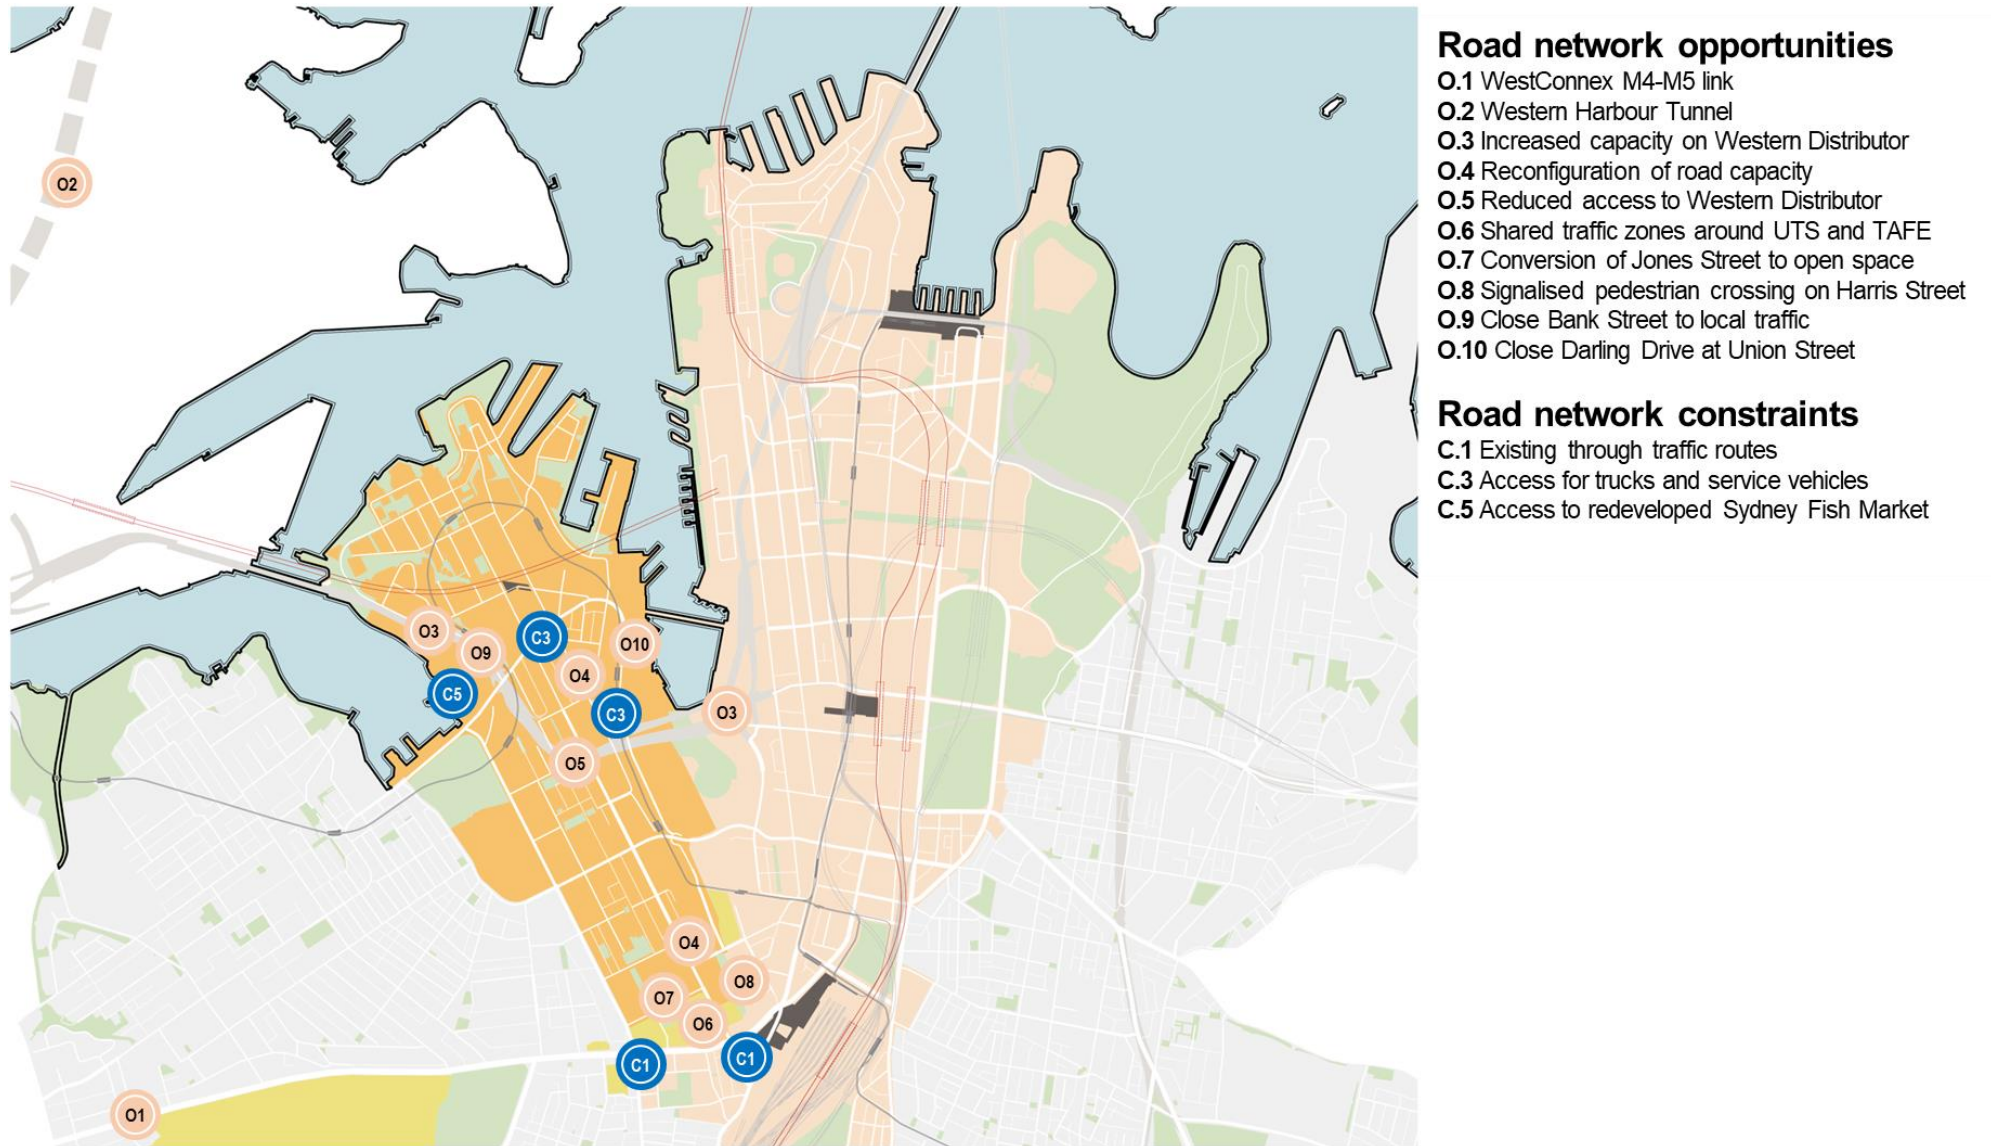 Road network opportunities
O.1 WestConnex M4-M5 link
O.2 Western Harbour Tunnel
O.3 Increased capacity on Western Distributor
O.4 Reconfiguration of road capacity
O.5 Reduced access to Western Distributor
O.6 Shared traffic zones around UTS and TAFE
O.7 Conversion of Jones Street to open space
O.8 Signalised pedestrian crossing on Harris Street
O.9 Close Bank Street to local traffic
O.10 Close Darling Drive at Union Street
Road network constraints
C.1 Existing through traffic routes
C.3 Access for trucks and service vehicles
C.5 Access to redeveloped Sydney Fish Market
O2
O3
C3
O10
O9
O4
C5
C3
O3
O5
O4
O8
O7
O6
C1
C1
O1